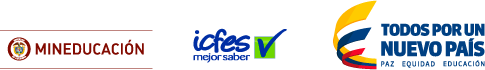 MINEDUCACIÓN
icfes
mejor saber
TODOS POR UN
NUEVO PAÍS
PAZ EQUIDAD EDUCACIÓN